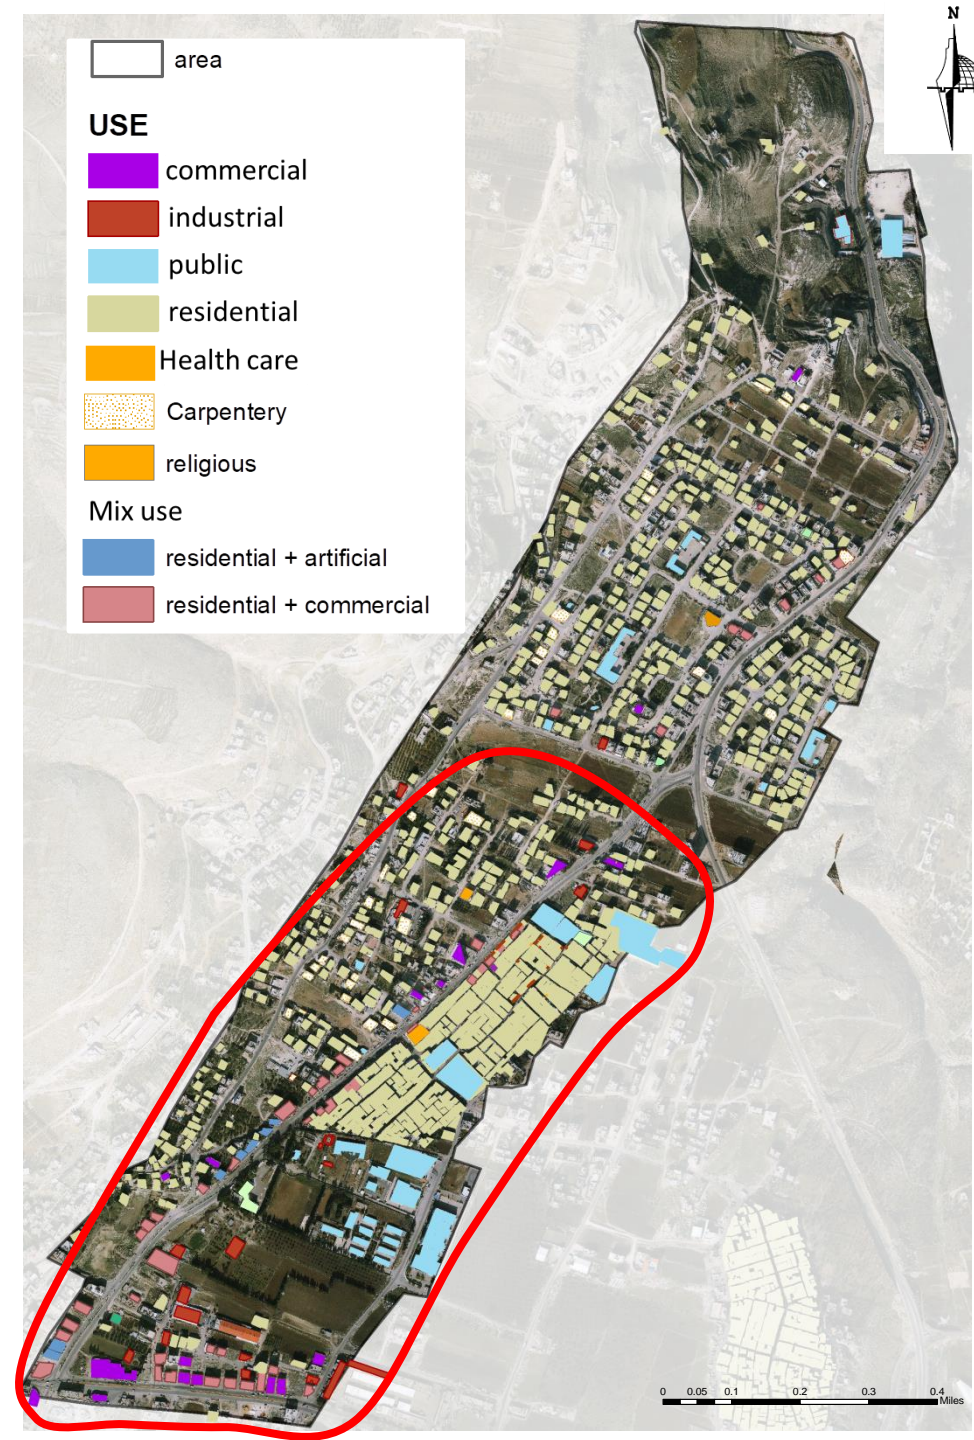 N
area
USE
commercial
industrial
public
residential
Health care
Carpentery
religious
Mix use
residential + artificial
residential + commercial
0 0.05 0.1 0.2 0.3 0.4
Miles